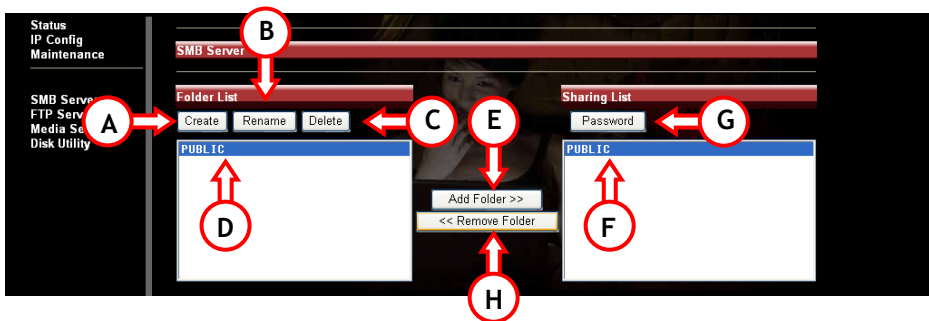 Status
IP Config
Maintenance
B
SMB Server
SMB Serve
FTP Serv
Media Se
Disk Utility
A
Folder List
Create Rename Delete
C
E
Sharing List
Password
G
PUBLIC
D
Add Folder >>
<< Remove Folder
H
PUBLIC
F